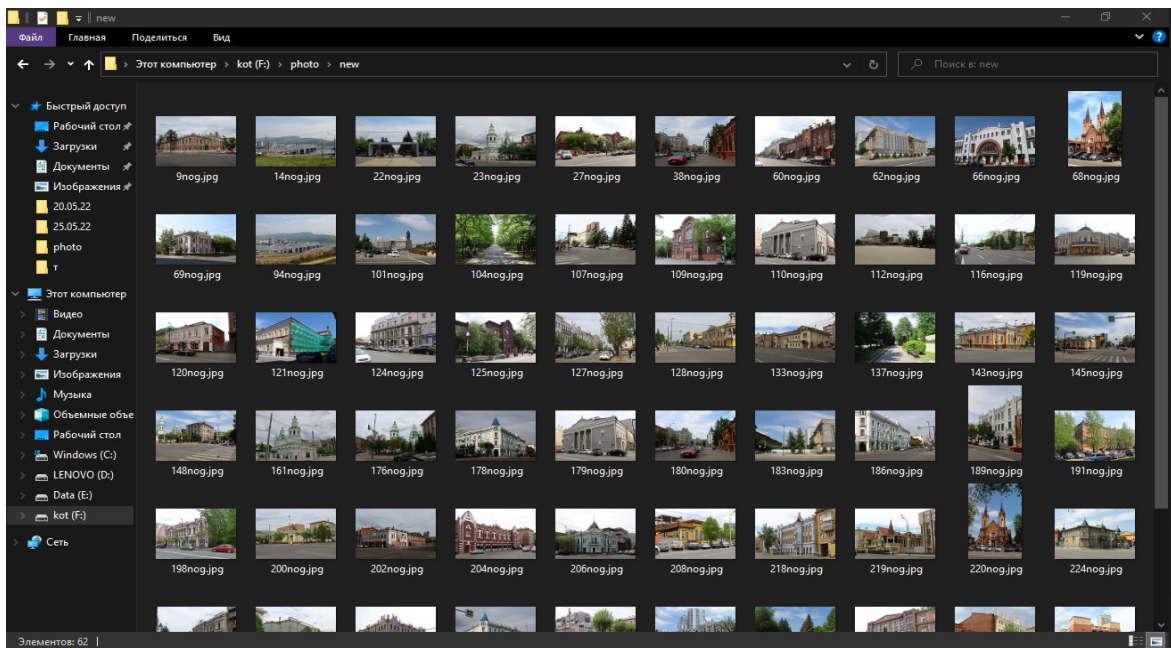 new
Файл Главная Поделиться Вид
Этот компьютер › kot (F:) › photo › new
Поиск в: new
Быстрый доступ
Рабочий стол
Загрузки
Документы
Изображения
20.05.22
25.05.22
photo
т
Этот компьютер
Видео
Документы
Загрузки
Изображения
Музыка
Объемные объе
Рабочий стол
Windows (C:)
LENOVO (D:)
Data (E:)
kot (F:)
Сеть
9nog.jpg 14nog.jpg 22nog.jpg 23nog.jpg 27nog.jpg 38nog.jpg 60nog.jpg 62nog.jpg 66nog.jpg 68nog.jpg
69nog.jpg 94nog.jpg 101nog.jpg 104nog.jpg 107nog.jpg 109nog.jpg 110nog.jpg 112nog.jpg 116nog.jpg 119nog.jpg
120nog.jpg 121nog.jpg 124nog.jpg 125nog.jpg 127nog.jpg 128nog.jpg 133nog.jpg 137nog.jpg 143nog.jpg 145nog.jpg
148nog.jpg 161nog.jpg 176nog.jpg 178nog.jpg 179nog.jpg 180nog.jpg 183nog.jpg 186nog.jpg 189nog.jpg 191nog.jpg
198nog.jpg 200nog.jpg 202nog.jpg 204nog.jpg 206nog.jpg 208nog.jpg 218nog.jpg 219nog.jpg 220nog.jpg 224nog.jpg
Элементов: 62